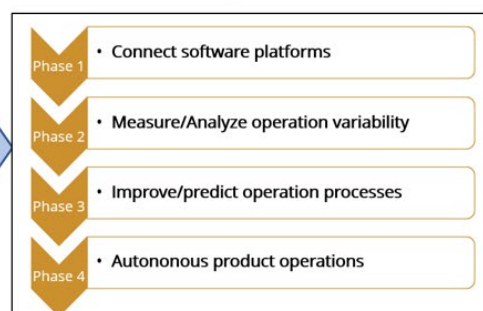 Phase 1
• Connect software platforms
Phase 2
• Measure/Analyze operation variability
Phase 3
• Improve/predict operation processes
Phase 4
• Autononous product operations